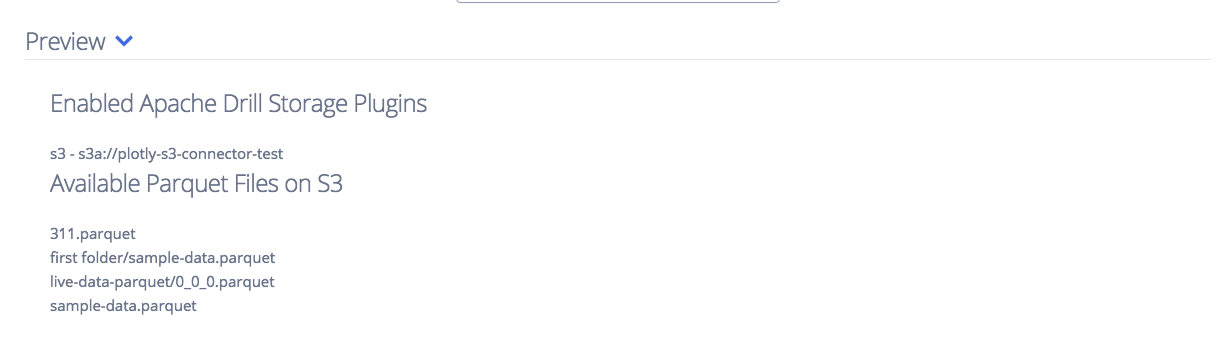 Preview
Enabled Apache Drill Storage Plugins
s3 - s3a://plotly-s3-connector-test
Available Parquet Files on S3
311.parquet
first folder/sample-data.parquet
live-data-parquet/0_0_0.parquet
sample-data.parquet